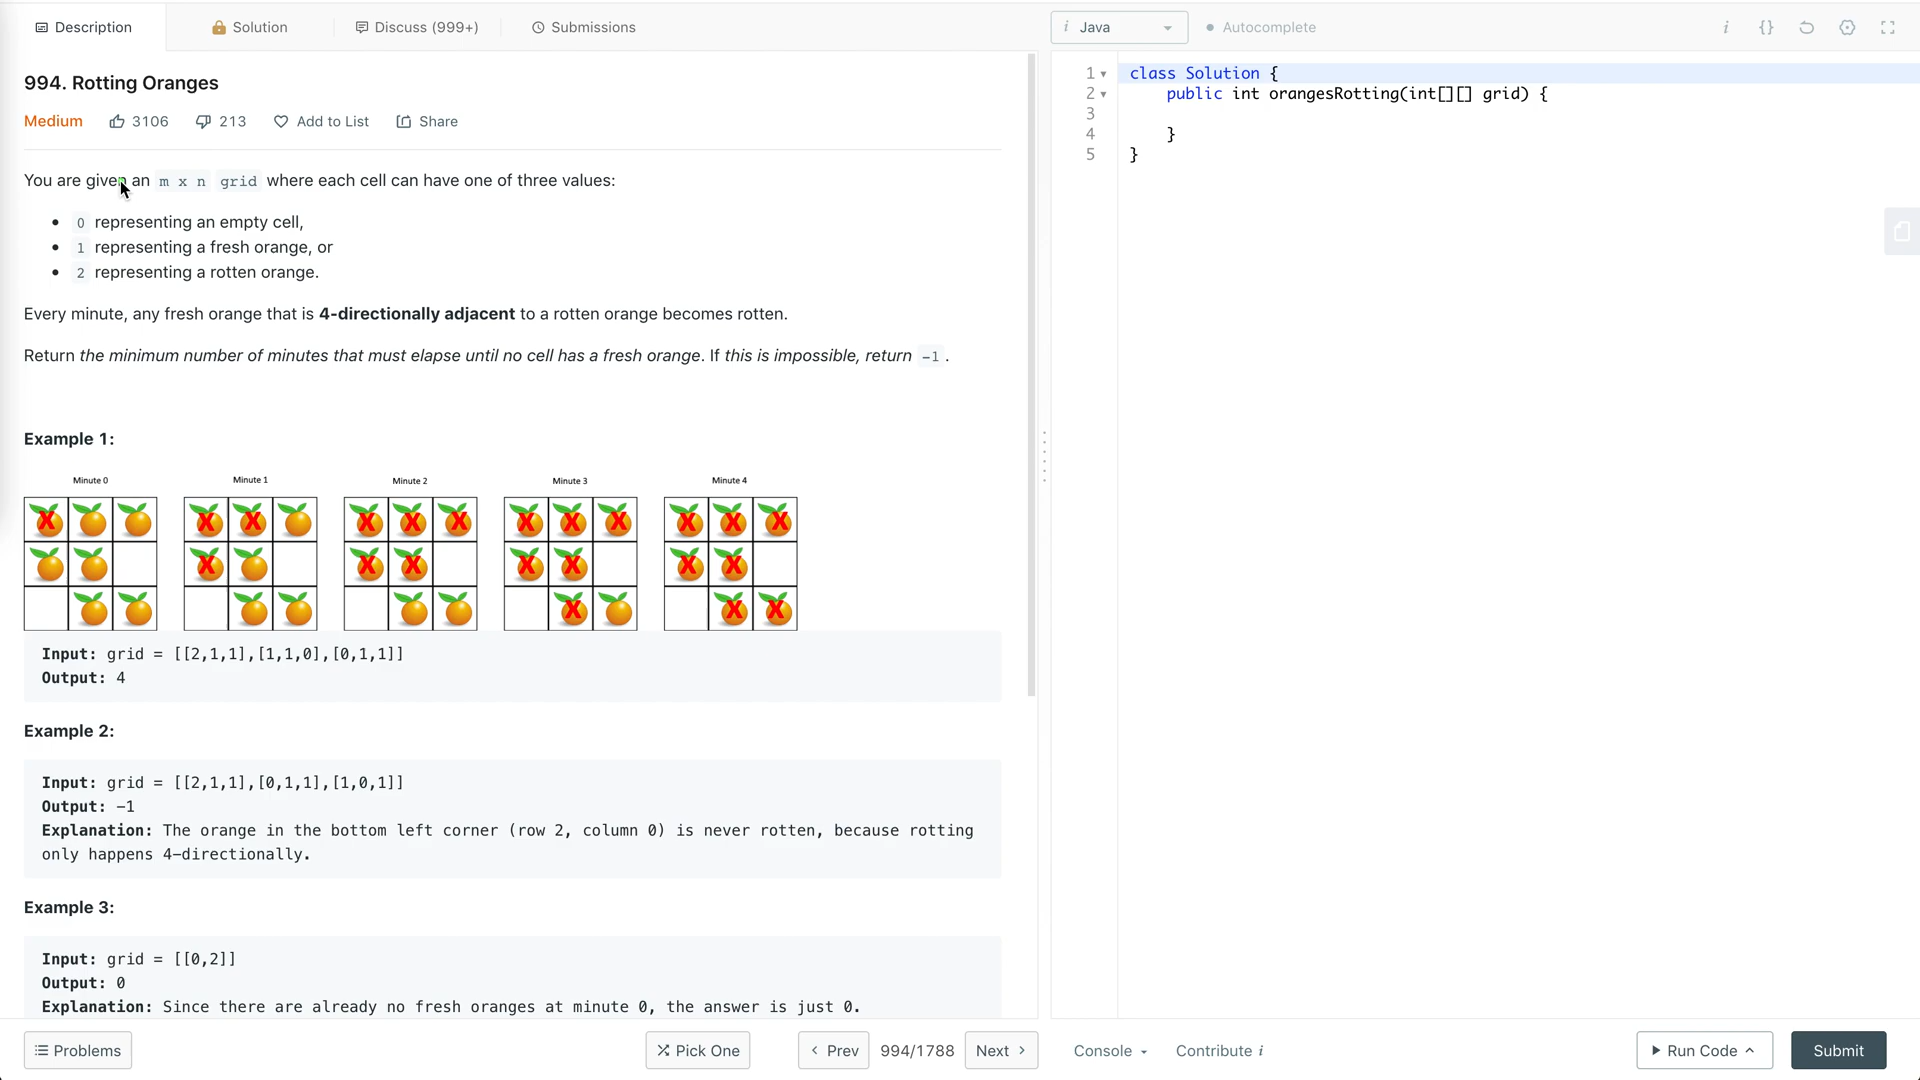 Description
Solution
Discuss (999+)
Submissions
i Java
Autocomplete
i {}
994. Rotting Oranges
Medium 3106 213 Add to List Share
You are given an m x n grid where each cell can have one of three values:
• 0 representing an empty cell,
• 1 representing a fresh orange, or
• 2 representing a rotten orange.
Every minute, any fresh orange that is 4-directionally adjacent to a rotten orange becomes rotten.
Return the minimum number of minutes that must elapse until no cell has a fresh orange. If this is impossible, return -1.
Example 1:
Minute 0 Minute 1 Minute 2 Minute 3 Minute 4
X X X X X X X X X X X X X X X X X X X X
Input: grid = [[2,1,1],[1,1,0],[0,1,1]]
Output: 4
Example 2:
Input: grid = [[2,1,1],[0,1,1],[1,0,1]]
Output: -1
Explanation: The orange in the bottom left corner (row 2, column 0) is never rotten, because rotting
only happens 4-directionally.
Example 3:
Input: grid = [[0,2]]
Output: 0
Explanation: Since there are already no fresh oranges at minute 0, the answer is just 0.
1 class Solution {
2 public int orangesRotting(int[][] grid) {
3
4 }
5 }
Problems
Pick One
Prev
994/1788
Next
Console
Contribute i
Run Code
Submit